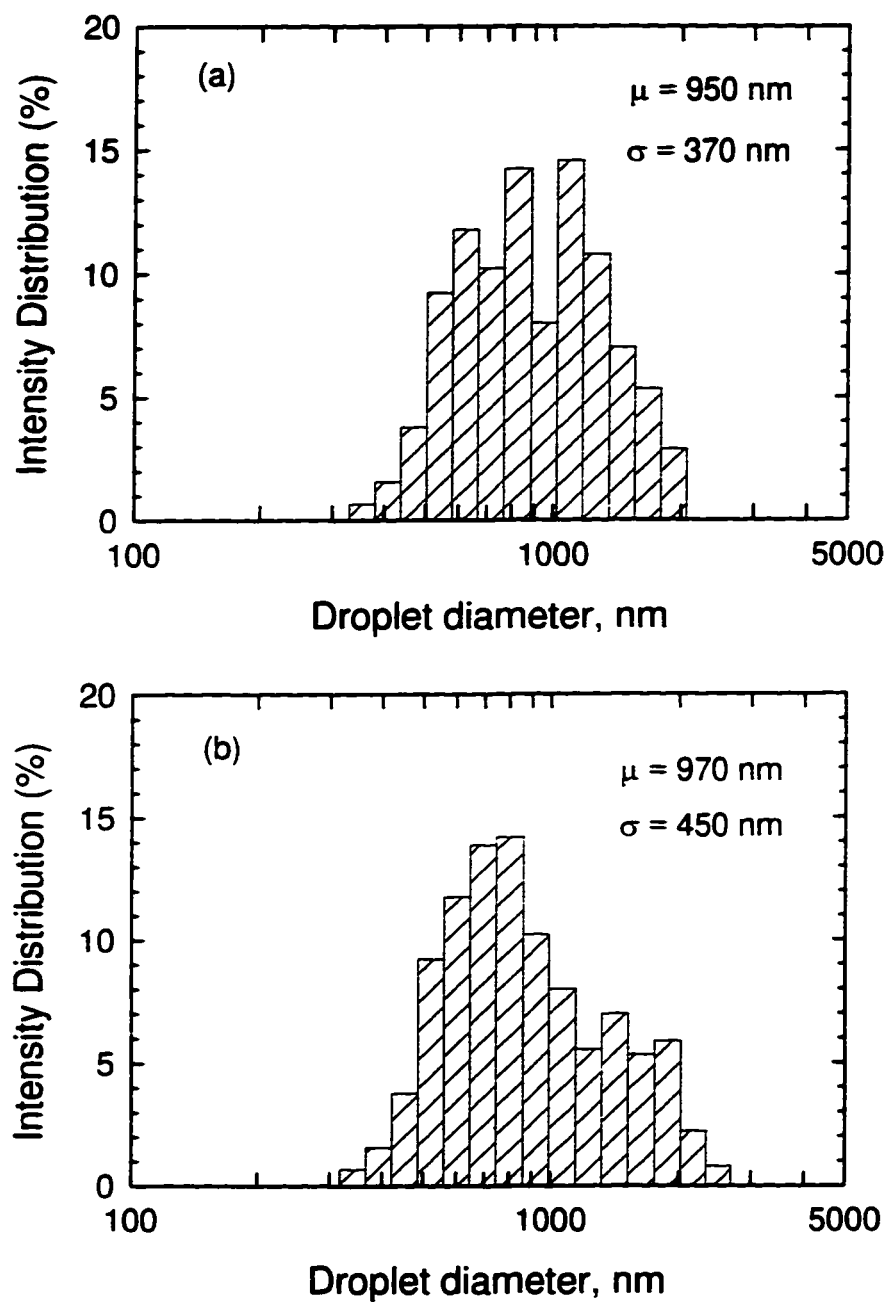 20
(a)
μ = 950 nm
σ = 370 nm
15
10
5
0
Intensity Distribution (%)
100
1000
5000
Droplet diameter, nm
20
(b)
μ = 970 nm
σ = 450 nm
15
10
5
0
Intensity Distribution (%)
100
1000
5000
Droplet diameter, nm